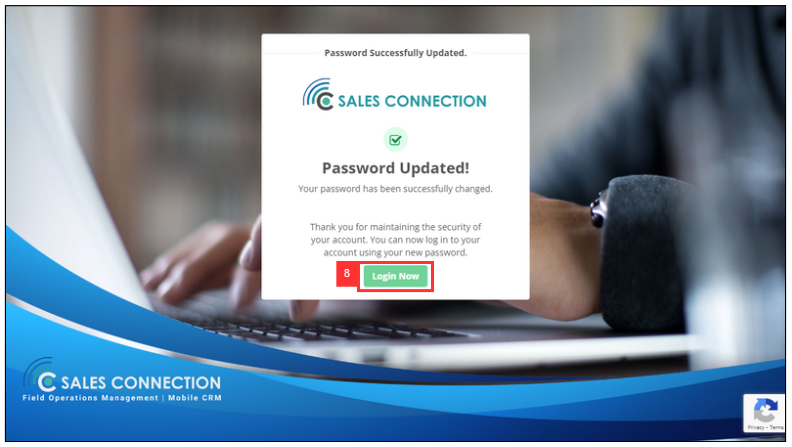 Password Successfully Updated.
SALES CONNECTION
Password Updated!
Your password has been successfully changed.
Thank you for maintaining the security of
your account. You can now log in to your
account using your new password.
8
Login Now
SALES CONNECTION
Field Operations Management | Mobile CRM
Privacy - Terms